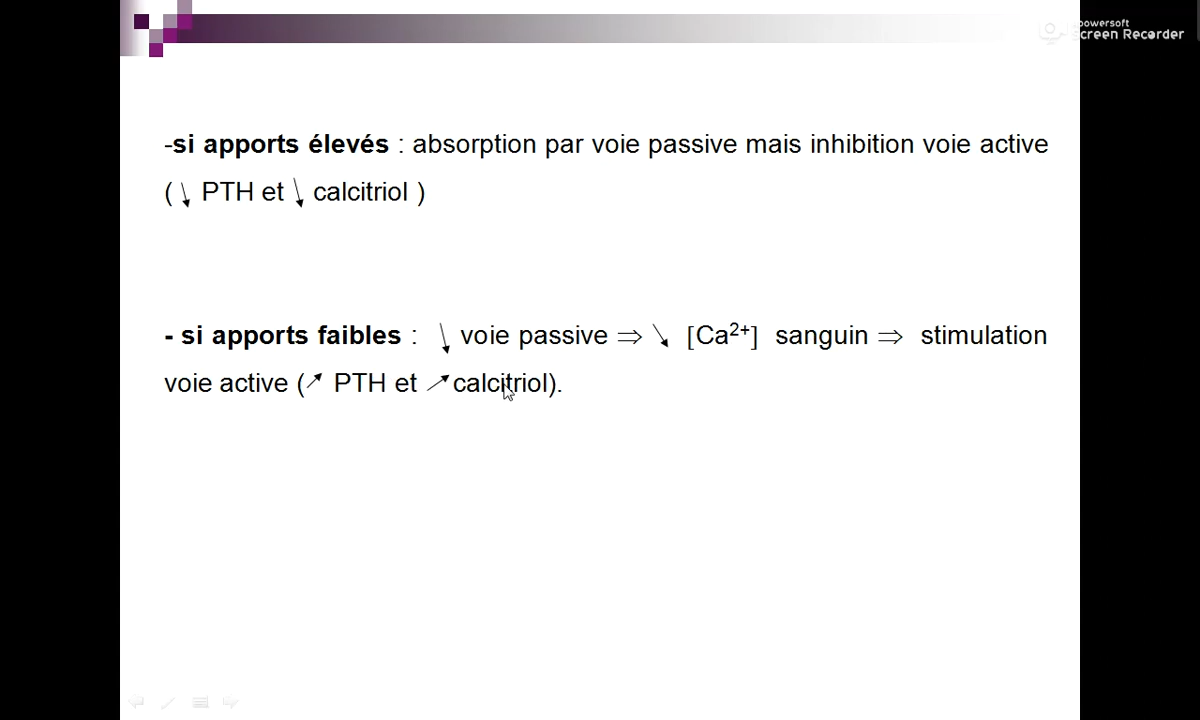 powersoft
Screen Recorder
-si apports élevés : absorption par voie passive mais inhibition voie active
( ↘ PTH et ↘ calcitriol )
- si apports faibles : ↘ voie passive ⇒ ↘ [Ca²⁺] sanguin ⇒ stimulation
voie active (↗ PTH et ↗ calcitriol).